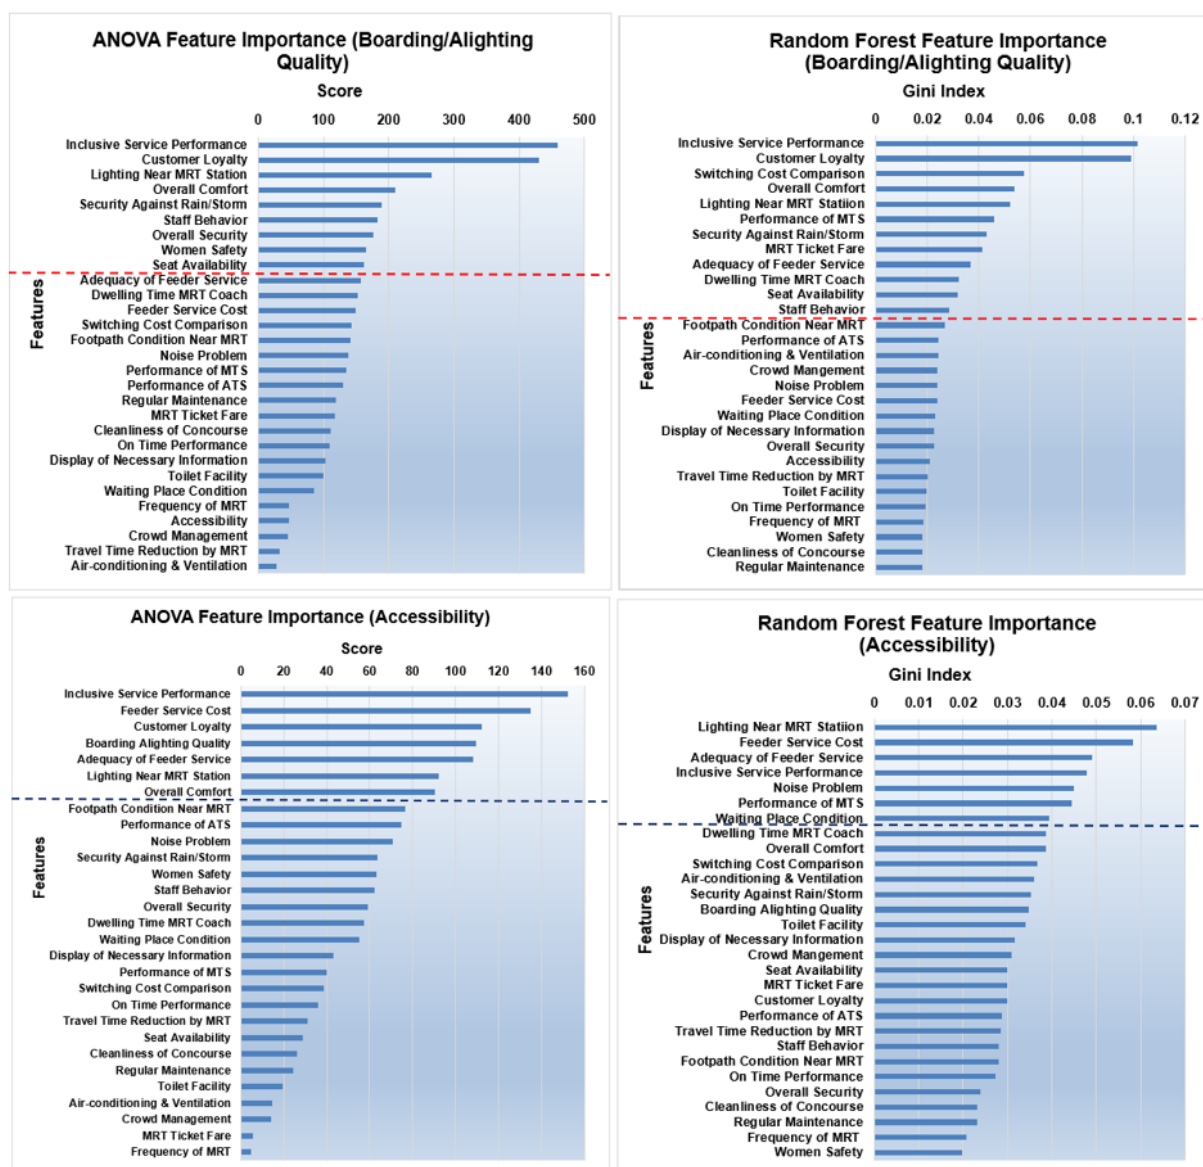 ANOVA Feature Importance (Boarding/Alighting
Quality)
Score
0 100 200 300 400 500
Inclusive Service Performance
Customer Loyalty
Lighting Near MRT Station
Overall Comfort
Security Against Rain/Storm
Staff Behavior
Overall Security
Women Safety
Seat Availability
Adequacy of Feeder Service
Dwelling Time MRT Coach
Feeder Service Cost
Switching Cost Comparison
Footpath Condition Near MRT
Noise Problem
Performance of MTS
Performance of ATS
Regular Maintenance
MRT Ticket Fare
Cleanliness of Concourse
On Time Performance
Display of Necessary Information
Toilet Facility
Waiting Place Condition
Frequency of MRT
Accessibility
Crowd Management
Travel Time Reduction by MRT
Air-conditioning & Ventilation
Features
Random Forest Feature Importance
(Boarding/Alighting Quality)
Gini Index
0 0.02 0.04 0.06 0.08 0.1 0.12
Inclusive Service Performance
Customer Loyalty
Switching Cost Comparison
Overall Comfort
Lighting Near MRT Statiion
Performance of MTS
Security Against Rain/Storm
MRT Ticket Fare
Adequacy of Feeder Service
Dwelling Time MRT Coach
Seat Availability
Staff Behavior
Footpath Condition Near MRT
Performance of ATS
Air-conditioning & Ventilation
Crowd Mangement
Noise Problem
Feeder Service Cost
Waiting Place Condition
Display of Necessary Information
Overall Security
Accessibility
Travel Time Reduction by MRT
Toilet Facility
On Time Performance
Frequency of MRT
Women Safety
Cleanliness of Concourse
Regular Maintenance
Features
ANOVA Feature Importance (Accessibility)
Score
0 20 40 60 80 100 120 140 160
Inclusive Service Performance
Feeder Service Cost
Customer Loyalty
Boarding Alighting Quality
Adequacy of Feeder Service
Lighting Near MRT Station
Overall Comfort
Footpath Condition Near MRT
Performance of ATS
Noise Problem
Security Against Rain/Storm
Women Safety
Staff Behavior
Overall Security
Dwelling Time MRT Coach
Waiting Place Condition
Display of Necessary Information
Performance of MTS
Switching Cost Comparison
On Time Performance
Travel Time Reduction by MRT
Seat Availability
Cleanliness of Concourse
Regular Maintenance
Toilet Facility
Air-conditioning & Ventilation
Crowd Management
MRT Ticket Fare
Frequency of MRT
Features
Random Forest Feature Importance
(Accessibility)
Gini Index
0 0.01 0.02 0.03 0.04 0.05 0.06 0.07
Lighting Near MRT Statiion
Feeder Service Cost
Adequacy of Feeder Service
Inclusive Service Performance
Noise Problem
Performance of MTS
Waiting Place Condition
Dwelling Time MRT Coach
Overall Comfort
Switching Cost Comparison
Air-conditioning & Ventilation
Security Against Rain/Storm
Boarding Alighting Quality
Toilet Facility
Display of Necessary Information
Crowd Mangement
Seat Availability
MRT Ticket Fare
Customer Loyalty
Performance of ATS
Travel Time Reduction by MRT
Staff Behavior
Footpath Condition Near MRT
On Time Performance
Overall Security
Cleanliness of Concourse
Regular Maintenance
Frequency of MRT
Women Safety
Features